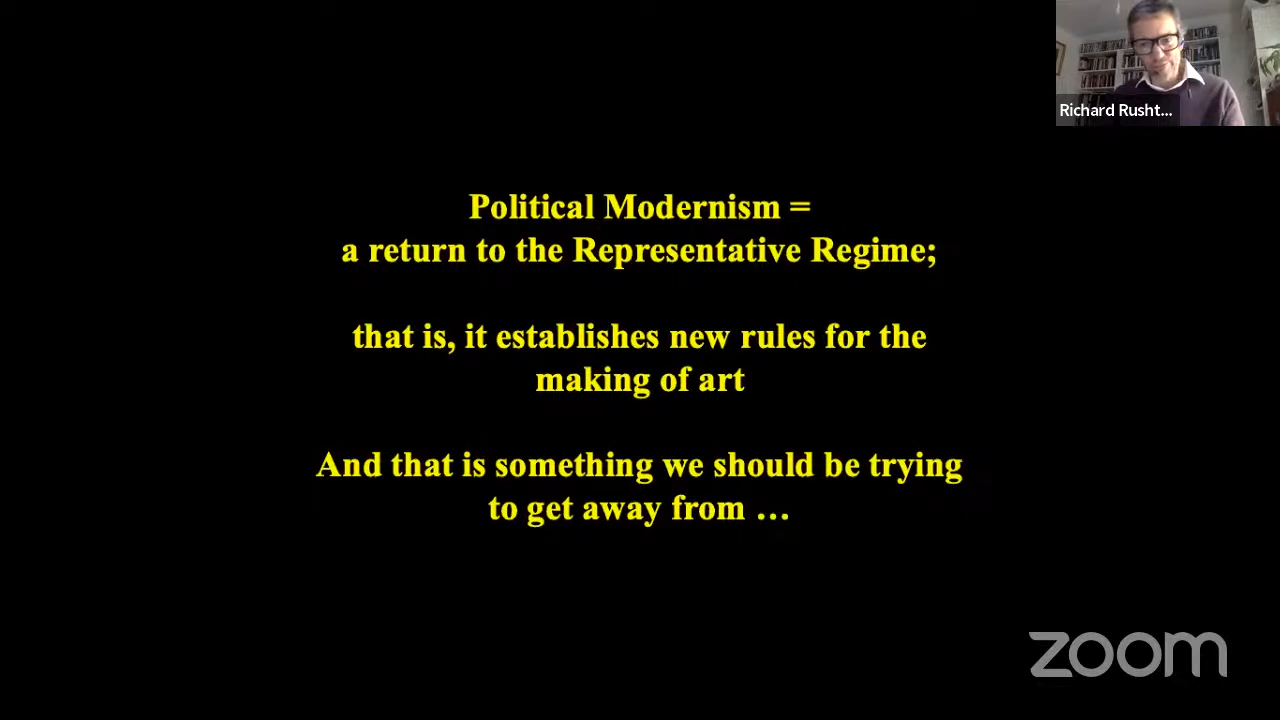 Richard Rusht...
Political Modernism =
a return to the Representative Regime;
that is, it establishes new rules for the
making of art
And that is something we should be trying
to get away from …
zoom